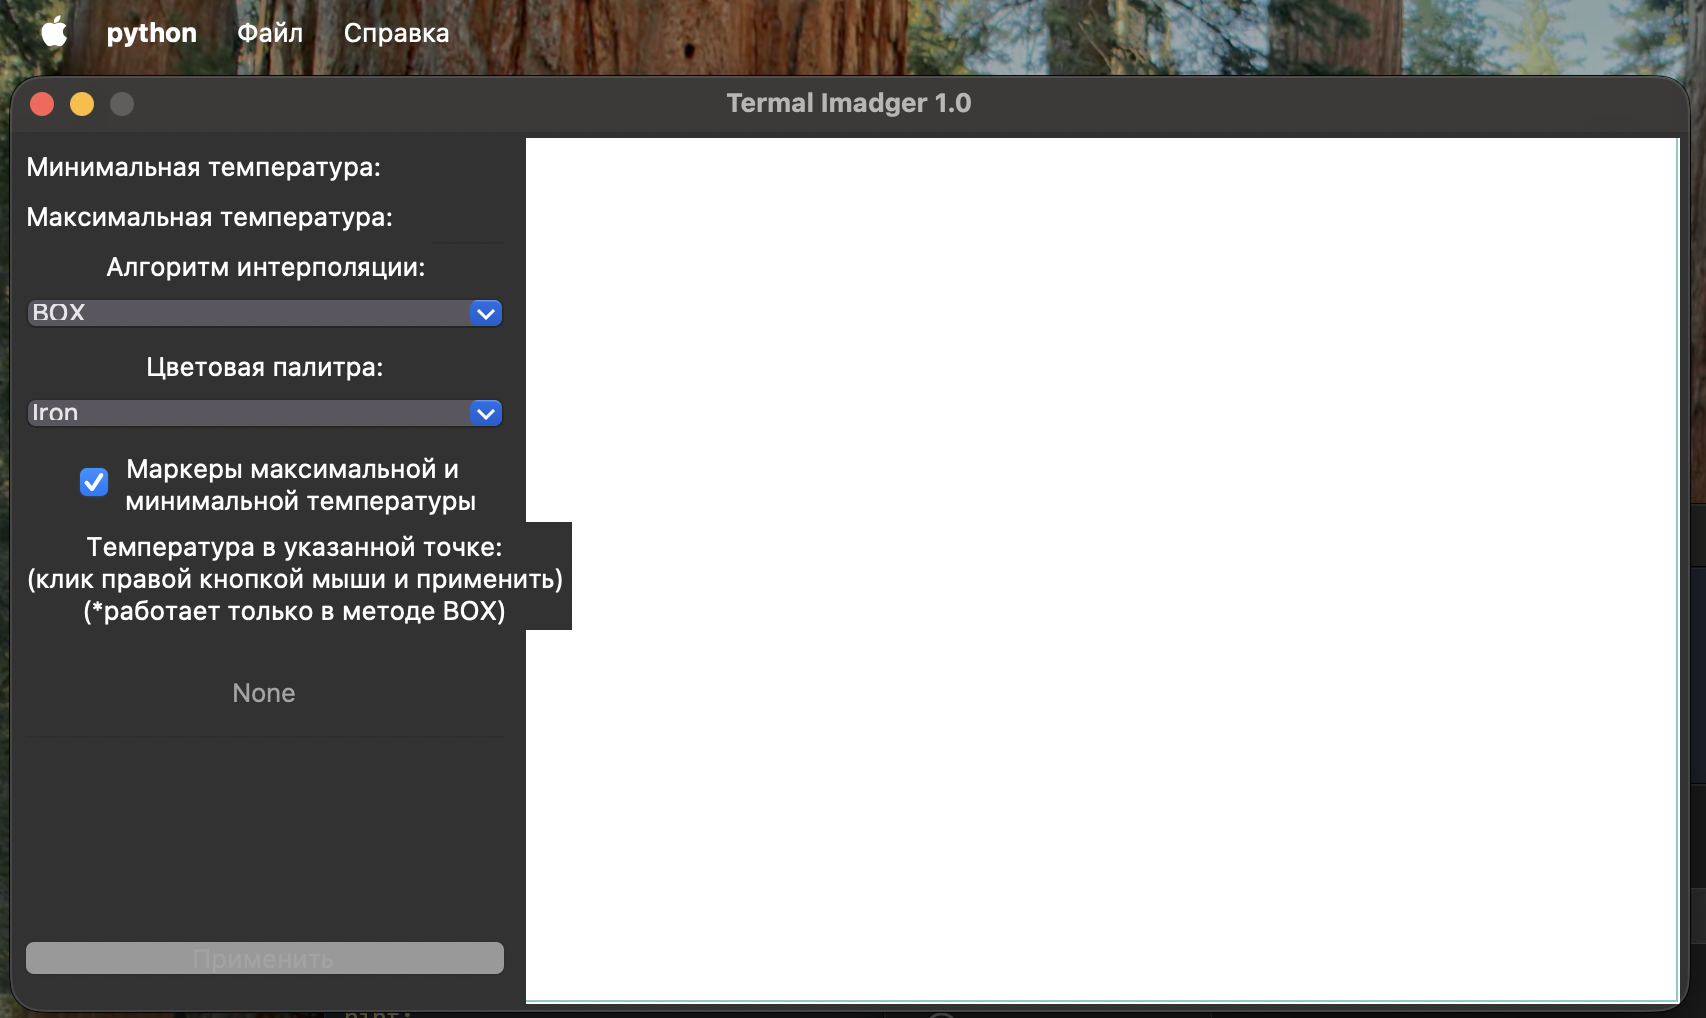 python Файл Справка
Termal Imadger 1.0
Минимальная температура:
Максимальная температура:
Алгоритм интерполяции:
BOX
Цветовая палитра:
Iron
Маркеры максимальной и
минимальной температуры
Температура в указанной точке:
(клик правой кнопкой мыши и применить)
(*работает только в методе BOX)
None
Применить